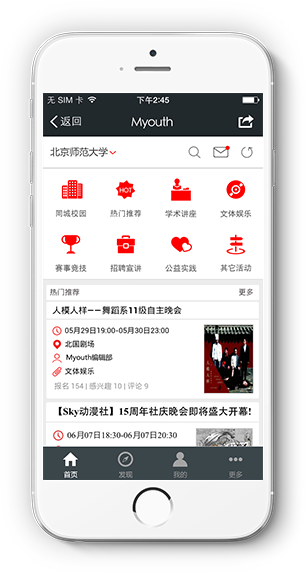 无 SIM 卡 下午2:45
返回 Myouth
北京师范大学
同城校园 热门推荐 学术讲座 文体娱乐
HOT
赛事竞技 招聘宣讲 公益实践 其它活动
热门推荐 更多
人模人样——舞蹈系11级自主晚会
05月29日19:00-05月30日23:00
北国剧场
Myouth编辑部
文体娱乐
报名 154 | 感兴趣 10 | 评论 9
【Sky动漫社】15周年社庆晚会即将盛大开幕!
06月07日18:30-06月07日20:30
首页 发现 我的 更多